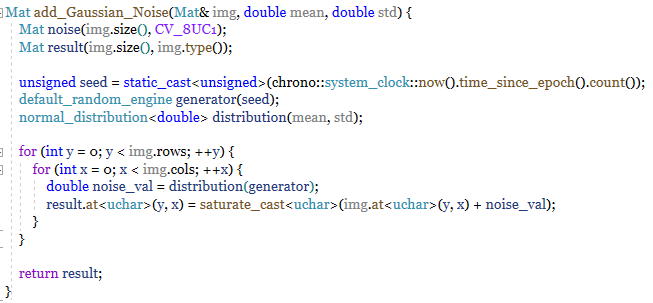 Mat add_Gaussian_Noise(Mat& img, double mean, double std) {
Mat noise(img.size(), CV_8UC1);
Mat result(img.size(), img.type());
unsigned seed = static_cast<unsigned>(chrono::system_clock::now().time_since_epoch().count());
default_random_engine generator(seed);
normal_distribution<double> distribution(mean, std);
for (int y = 0; y < img.rows; ++y) {
for (int x = 0; x < img.cols; ++x) {
double noise_val = distribution(generator);
result.at<uchar>(y, x) = saturate_cast<uchar>(img.at<uchar>(y, x) + noise_val);
}
}
return result;
}